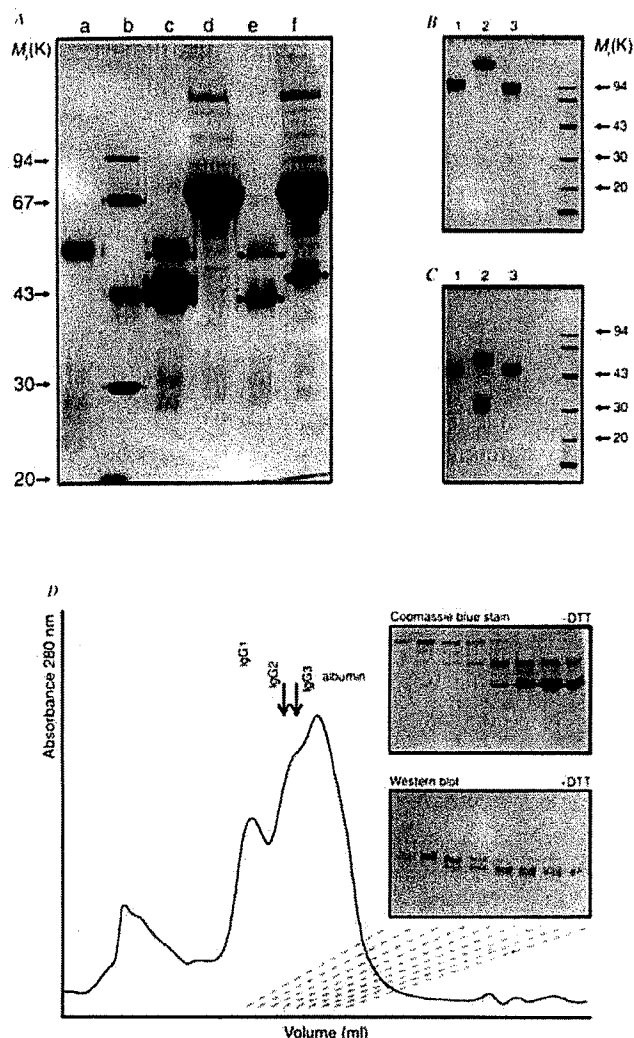 A
a b c d e f
Mr(K)
94
67
43
30
20
B
1 2 3
Mr(K)
94
43
30
20
C
1 2 3
94
43
30
20
D
Absorbance 280 nm
IgG1
IgG2
IgG3
albumin
Coomassie blue stain -DTT
Western blot -DTT
Volume (ml)